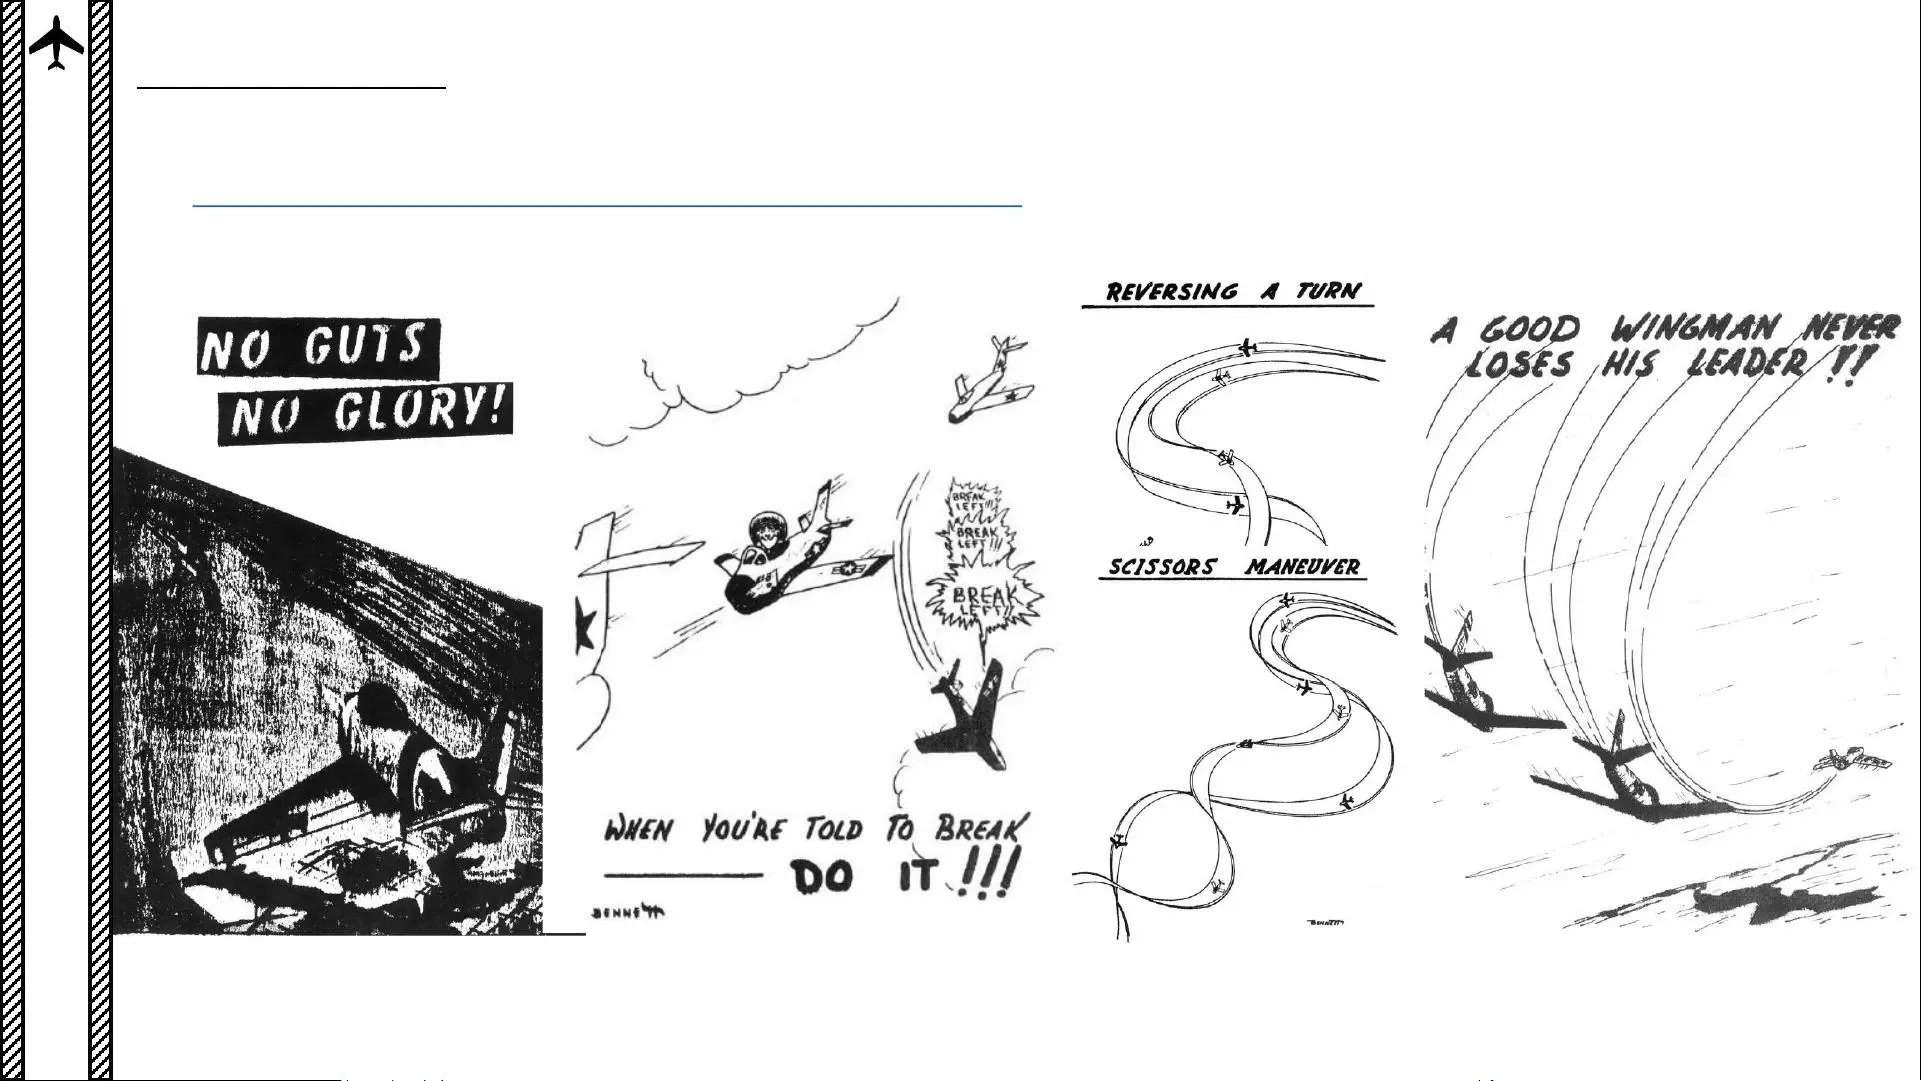 NO GUTS
NO GLORY!
BREAK
LEFT!!!
BREAK
LEFT!!!
BREAK
LEFT!!
WHEN YOU'RE TOLD TO BREAK
DO IT!!!
BENNETT
REVERSING A TURN
SCISSORS MANEUVER
BENNETT
A GOOD WINGMAN NEVER
LOSES HIS LEADER!!